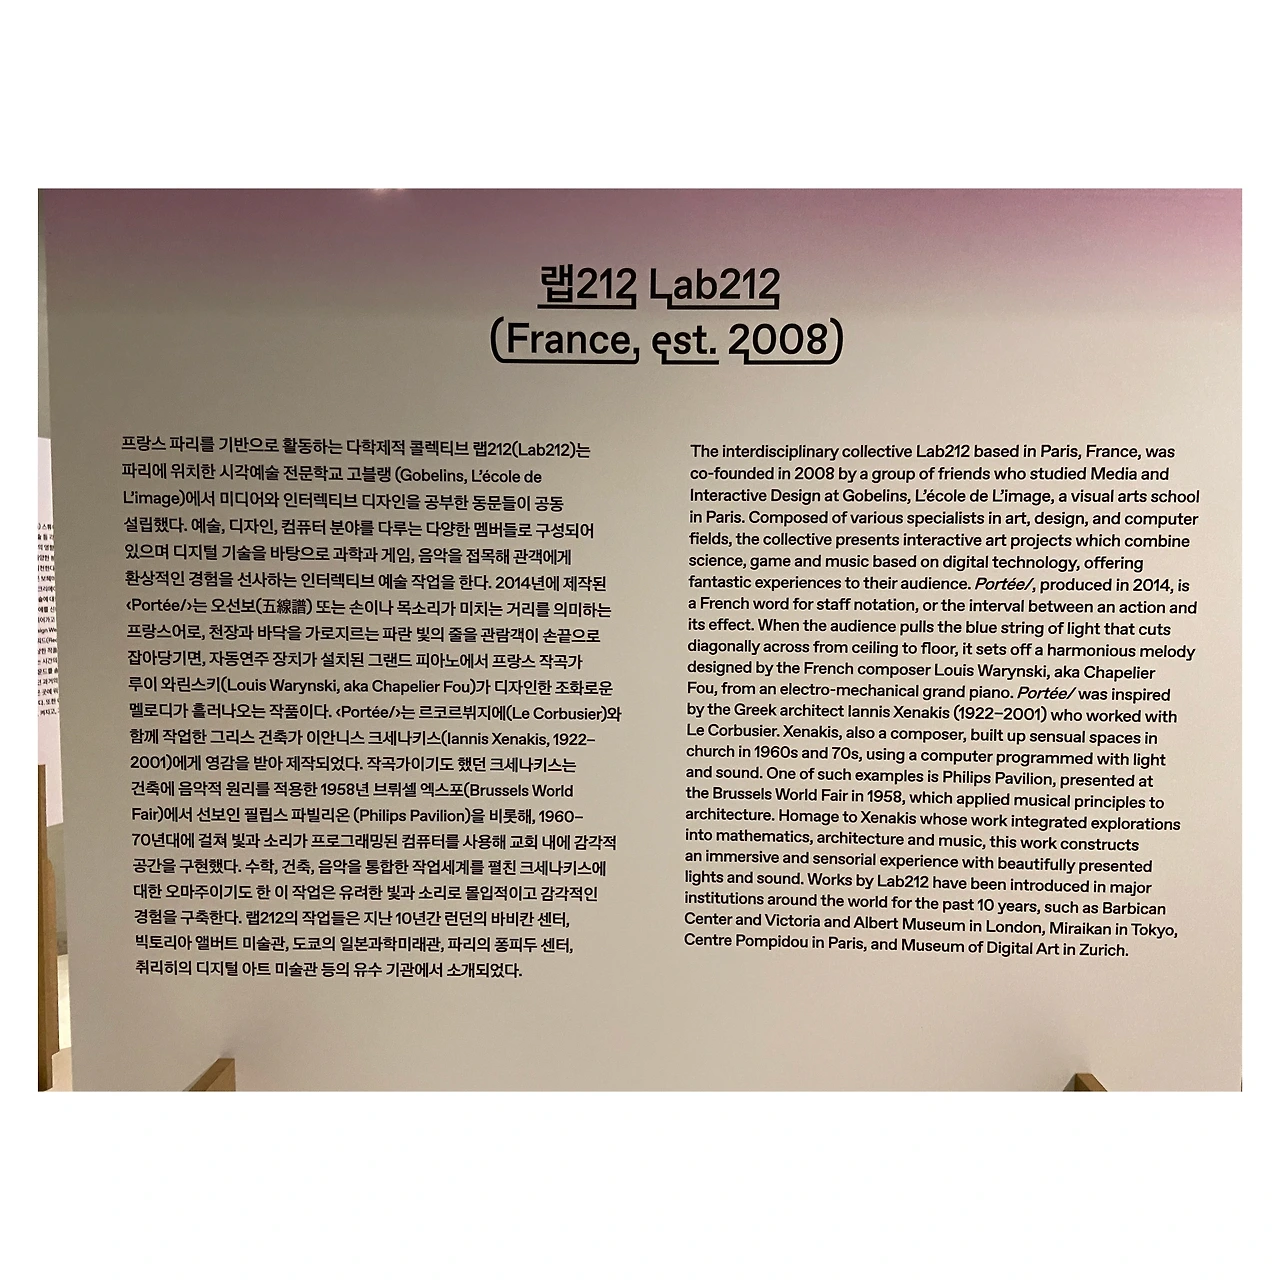 랩212 Lab212
(France, est. 2008)
프랑스 파리를 기반으로 활동하는 다학제적 콜렉티브 랩212(Lab212)는
파리에 위치한 시각예술 전문학교 고블랭 (Gobelins, L’école de
L’image)에서 미디어와 인터렉티브 디자인을 공부한 동문들이 공동
설립했다. 예술, 디자인, 컴퓨터 분야를 다루는 다양한 멤버들로 구성되어
있으며 디지털 기술을 바탕으로 과학과 게임, 음악을 접목해 관객에게
환상적인 경험을 선사하는 인터렉티브 예술 작업을 한다. 2014년에 제작된
‹Portée/›는 오선보(五線譜) 또는 손이나 목소리가 미치는 거리를 의미하는
프랑스어로, 천장과 바닥을 가로지르는 파란 빛의 줄을 관람객이 손끝으로
잡아당기면, 자동연주 장치가 설치된 그랜드 피아노에서 프랑스 작곡가
루이 와린스키(Louis Warynski, aka Chapelier Fou)가 디자인한 조화로운
멜로디가 흘러나오는 작품이다. ‹Portée/›는 르코르뷔지에(Le Corbusier)와
함께 작업한 그리스 건축가 이안니스 크세나키스(Iannis Xenakis, 1922–
2001)에게 영감을 받아 제작되었다. 작곡가이기도 했던 크세나키스는
건축에 음악적 원리를 적용한 1958년 브뤼셀 엑스포(Brussels World
Fair)에서 선보인 필립스 파빌리온 (Philips Pavilion)을 비롯해, 1960–
70년대에 걸쳐 빛과 소리가 프로그래밍된 컴퓨터를 사용해 교회 내에 감각적
공간을 구현했다. 수학, 건축, 음악을 통합한 작업세계를 펼친 크세나키스에
대한 오마주이기도 한 이 작업은 유려한 빛과 소리로 몰입적이고 감각적인
경험을 구축한다. 랩212의 작업들은 지난 10년간 런던의 바비칸 센터,
빅토리아 앨버트 미술관, 도쿄의 일본과학미래관, 파리의 퐁피두 센터,
취리히의 디지털 아트 미술관 등의 유수 기관에서 소개되었다.
The interdisciplinary collective Lab212 based in Paris, France, was
co-founded in 2008 by a group of friends who studied Media and
Interactive Design at Gobelins, L’école de L’image, a visual arts school
in Paris. Composed of various specialists in art, design, and computer
fields, the collective presents interactive art projects which combine
science, game and music based on digital technology, offering
fantastic experiences to their audience. Portée/, produced in 2014, is
a French word for staff notation, or the interval between an action and
its effect. When the audience pulls the blue string of light that cuts
diagonally across from ceiling to floor, it sets off a harmonious melody
designed by the French composer Louis Warynski, aka Chapelier
Fou, from an electro-mechanical grand piano. Portée/ was inspired
by the Greek architect Iannis Xenakis (1922–2001) who worked with
Le Corbusier. Xenakis, also a composer, built up sensual spaces in
church in 1960s and 70s, using a computer programmed with light
and sound. One of such examples is Philips Pavilion, presented at
the Brussels World Fair in 1958, which applied musical principles to
architecture. Homage to Xenakis whose work integrated explorations
into mathematics, architecture and music, this work constructs
an immersive and sensorial experience with beautifully presented
lights and sound. Works by Lab212 have been introduced in major
institutions around the world for the past 10 years, such as Barbican
Center and Victoria and Albert Museum in London, Miraikan in Tokyo,
Centre Pompidou in Paris, and Museum of Digital Art in Zurich.